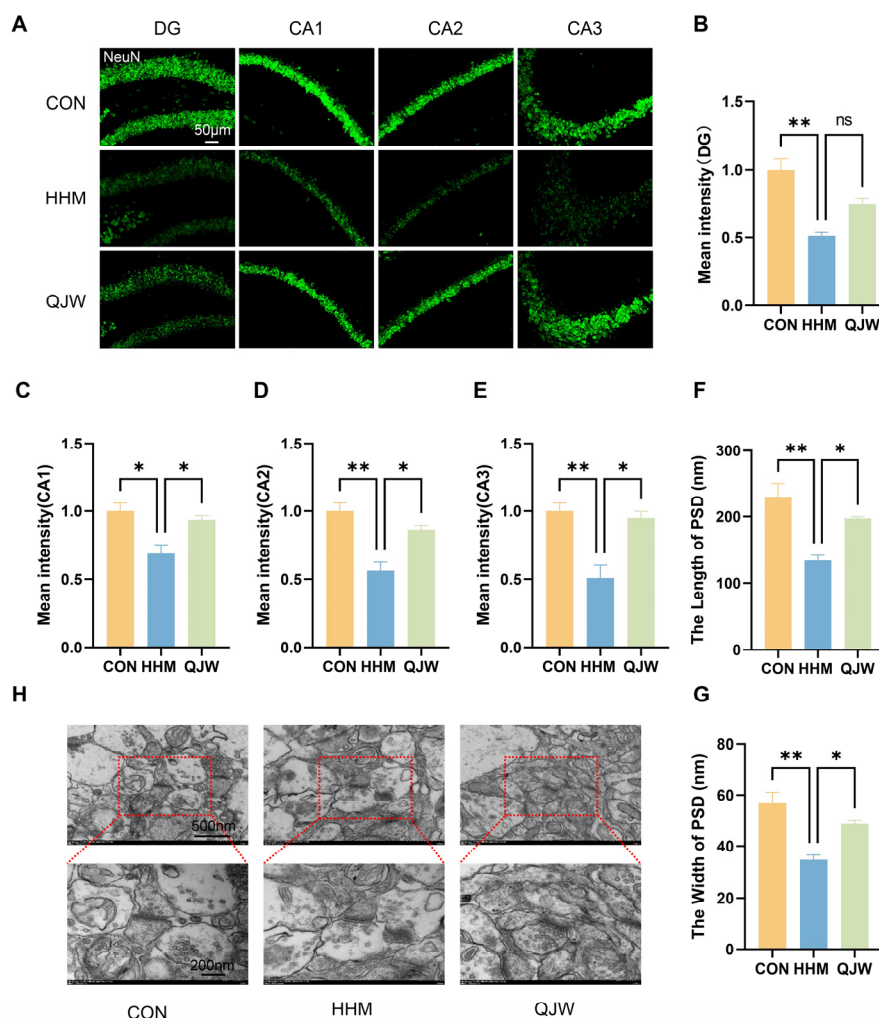 A
DG CA1 CA2 CA3
NeuN
CON
50μm
HHM
QJW
B
** ns
Mean intensity (DG)
1.5
1.0
0.5
0.0
CON HHM QJW
C
* *
Mean intensity(CA1)
1.5
1.0
0.5
0.0
CON HHM QJW
D
** *
Mean intensity(CA2)
1.5
1.0
0.5
0.0
CON HHM QJW
E
** *
Mean intensity(CA3)
1.5
1.0
0.5
0.0
CON HHM QJW
F
** *
The Length of PSD (nm)
300
200
100
0
CON HHM QJW
H
500nm
200nm
CON HHM QJW
G
** *
The Width of PSD (nm)
80
60
40
20
0
CON HHM QJW